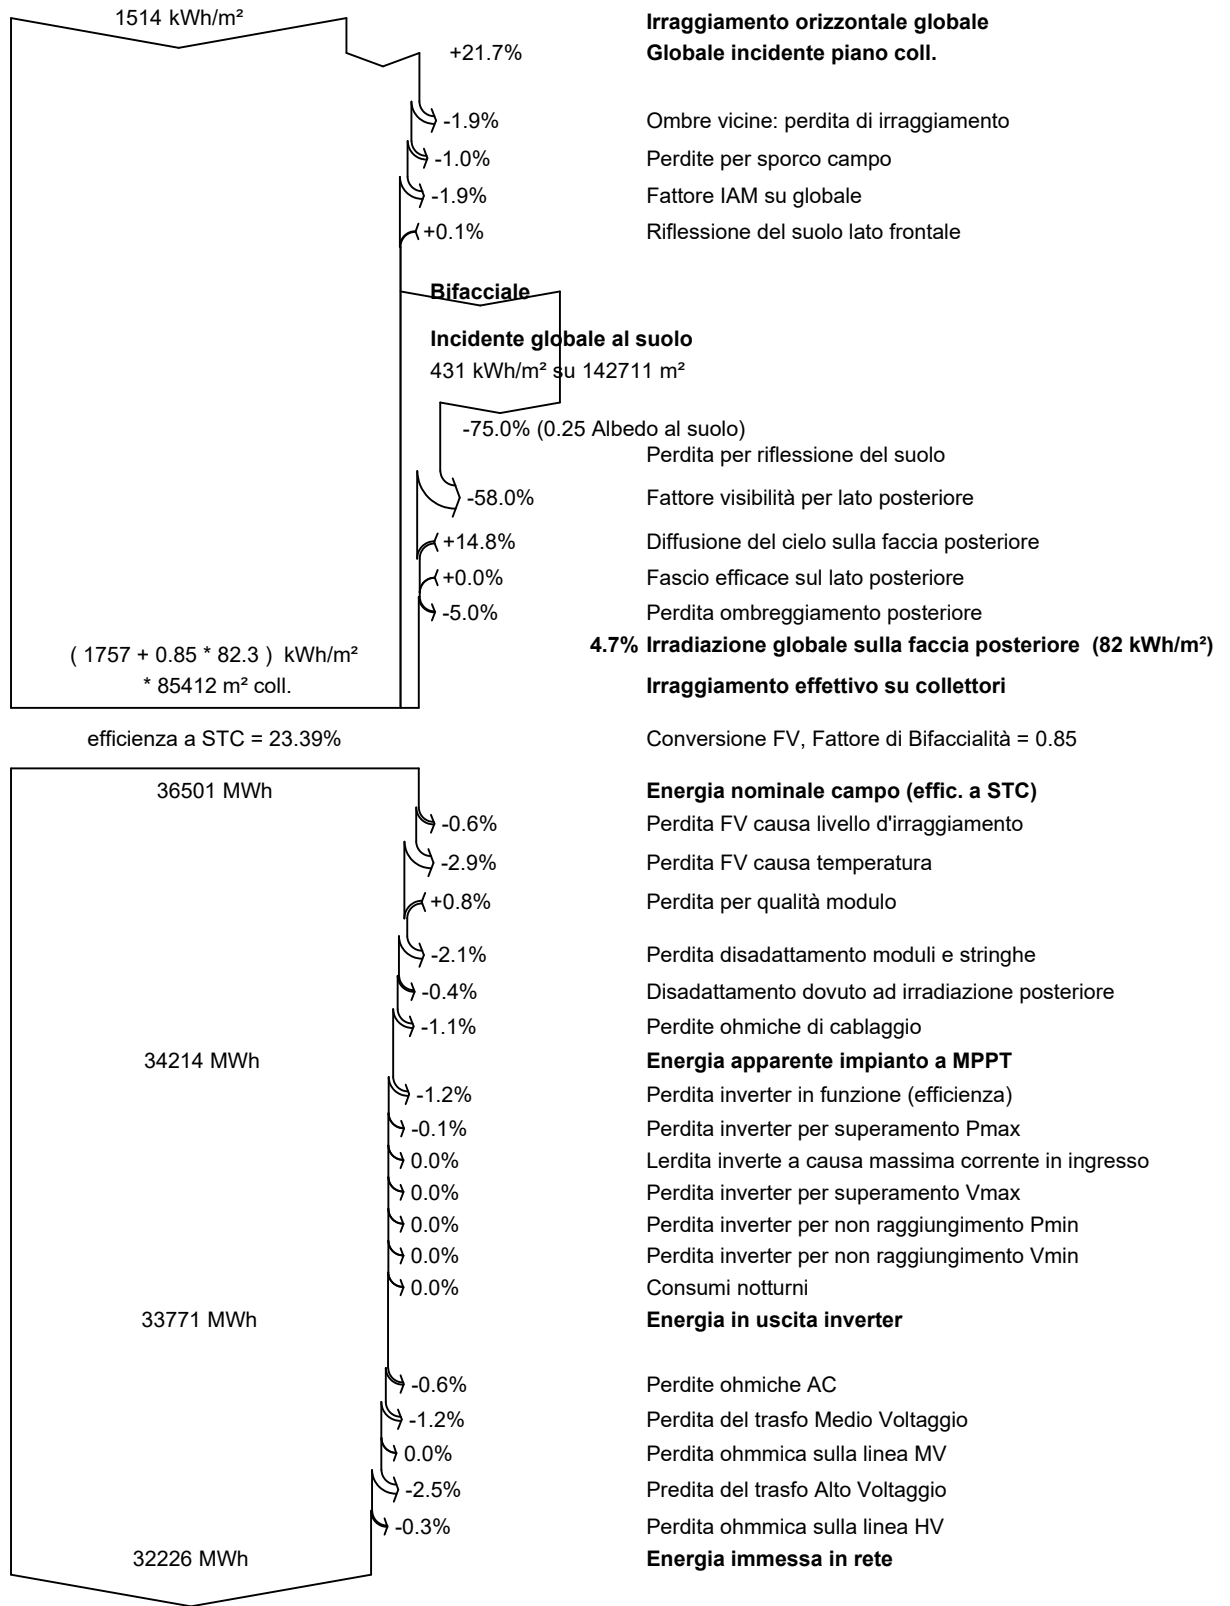 1514 kWh/m² Irraggiamento orizzontale globale
+21.7% Globale incidente piano coll.
-1.9% Ombre vicine: perdita di irraggiamento
-1.0% Perdite per sporco campo
-1.9% Fattore IAM su globale
+0.1% Riflessione del suolo lato frontale
Bifacciale
Incidente globale al suolo
431 kWh/m² su 142711 m²
-75.0% (0.25 Albedo al suolo)
Perdita per riflessione del suolo
-58.0% Fattore visibilità per lato posteriore
+14.8% Diffusione del cielo sulla faccia posteriore
+0.0% Fascio efficace sul lato posteriore
-5.0% Perdita ombreggiamento posteriore
( 1757 + 0.85 * 82.3 ) kWh/m² 4.7% Irradiazione globale sulla faccia posteriore (82 kWh/m²)
* 85412 m² coll. Irraggiamento effettivo su collettori
efficienza a STC = 23.39% Conversione FV, Fattore di Bifaccialità = 0.85
36501 MWh Energia nominale campo (effic. a STC)
-0.6% Perdita FV causa livello d'irraggiamento
-2.9% Perdita FV causa temperatura
+0.8% Perdita per qualità modulo
-2.1% Perdita disadattamento moduli e stringhe
-0.4% Disadattamento dovuto ad irradiazione posteriore
-1.1% Perdite ohmiche di cablaggio
34214 MWh Energia apparente impianto a MPPT
-1.2% Perdita inverter in funzione (efficienza)
-0.1% Perdita inverter per superamento Pmax
0.0% Lerdita inverte a causa massima corrente in ingresso
0.0% Perdita inverter per superamento Vmax
0.0% Perdita inverter per non raggiungimento Pmin
0.0% Perdita inverter per non raggiungimento Vmin
0.0% Consumi notturni
33771 MWh Energia in uscita inverter
-0.6% Perdite ohmiche AC
-1.2% Perdita del trasfo Medio Voltaggio
0.0% Perdita ohmmica sulla linea MV
-2.5% Predita del trasfo Alto Voltaggio
-0.3% Perdita ohmmica sulla linea HV
32226 MWh Energia immessa in rete